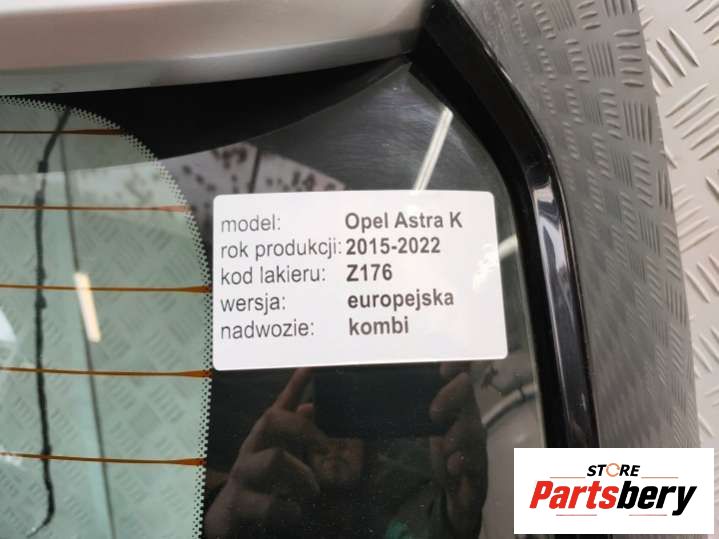 model: Opel Astra K
rok produkcji: 2015-2022
kod lakieru: Z176
wersja: europejska
nadwozie: kombi
STORE
Partsbery